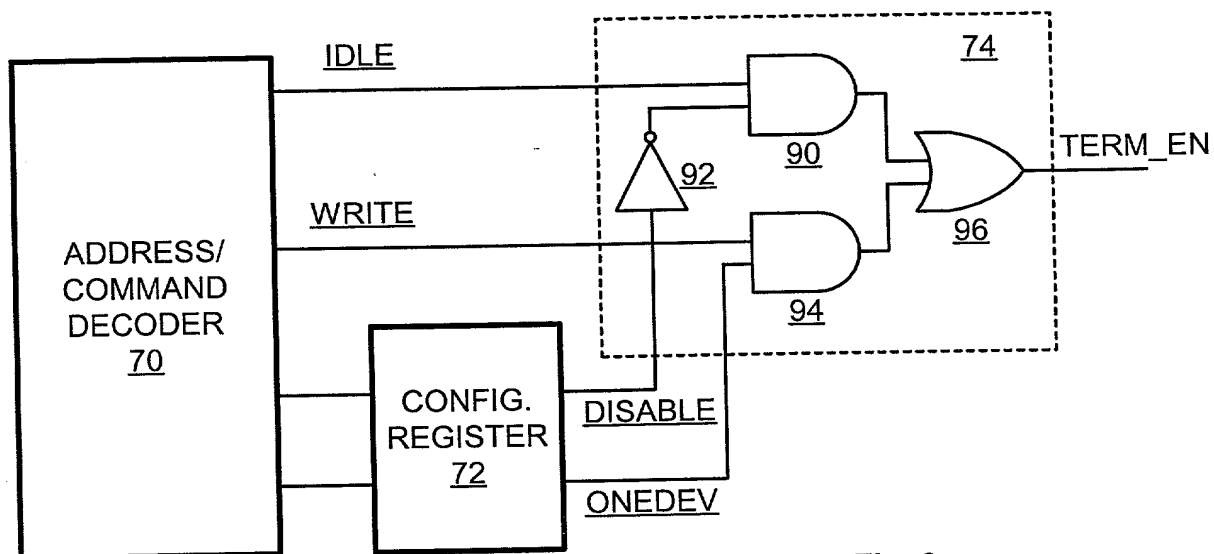 IDLE
74
90
92
TERM_EN
WRITE
96
ADDRESS/
COMMAND
DECODER
70
94
CONFIG.
REGISTER
72
DISABLE
ONEDEV